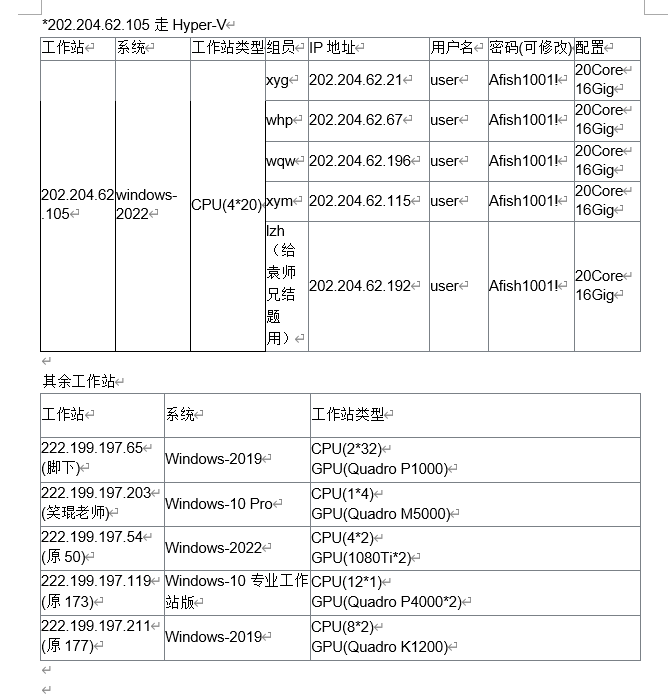 *202.204.62.105 走 Hyper-V
工作站 系统 工作站类型 组员 IP 地址 用户名 密码(可修改) 配置
202.204.62
.105
windows-
2022
CPU(4*20)
xyg 202.204.62.21 user Afish1001! 20Core
16Gig
whp 202.204.62.67 user Afish1001! 20Core
16Gig
wqw 202.204.62.196 user Afish1001! 20Core
16Gig
xym 202.204.62.115 user Afish1001! 20Core
16Gig
lzh
（给
袁师
兄结
题
用）
202.204.62.192 user Afish1001! 20Core
16Gig
其余工作站
工作站 系统 工作站类型
222.199.197.65
(脚下)
Windows-2019
CPU(2*32)
GPU(Quadro P1000)
222.199.197.203
(笑琨老师)
Windows-10 Pro
CPU(1*4)
GPU(Quadro M5000)
222.199.197.54
(原 50)
Windows-2022
CPU(4*2)
GPU(1080Ti*2)
222.199.197.119
(原 173)
Windows-10 专业工作
站版
CPU(12*1)
GPU(Quadro P4000*2)
222.199.197.211
(原 177)
Windows-2019
CPU(8*2)
GPU(Quadro K1200)